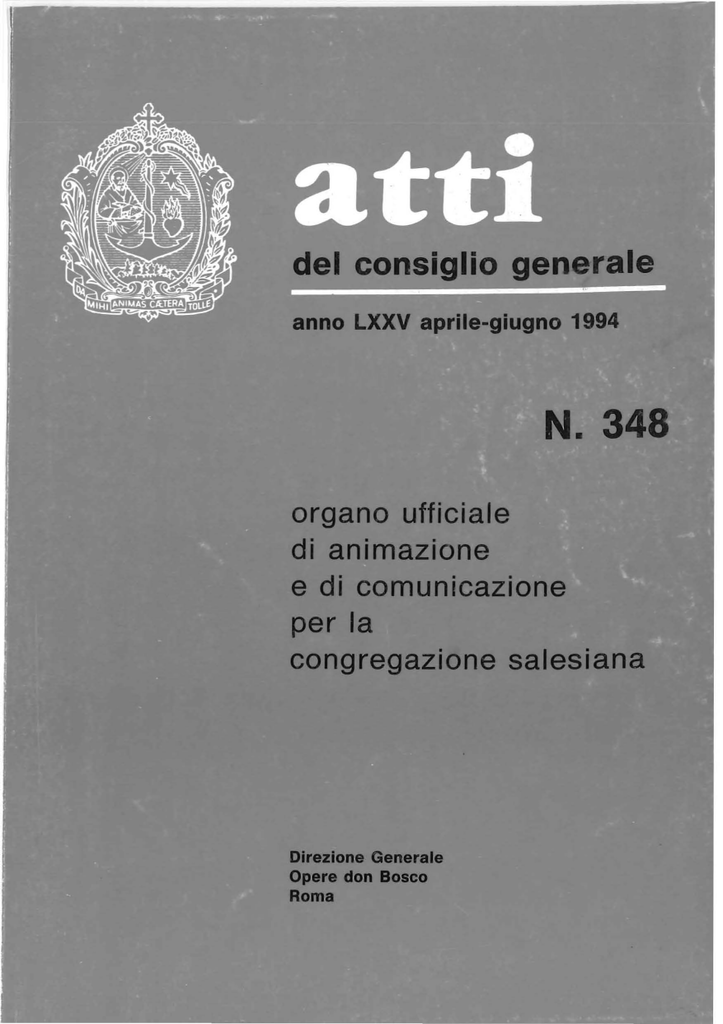 atti
del consiglio generale
anno LXXV aprile-giugno 1994
N. 348
DA MIHI ANIMAS CÆTERA TOLLE
organo ufficiale
di animazione
e di comunicazione
per la
congregazione salesiana
Direzione Generale
Opere don Bosco
Roma